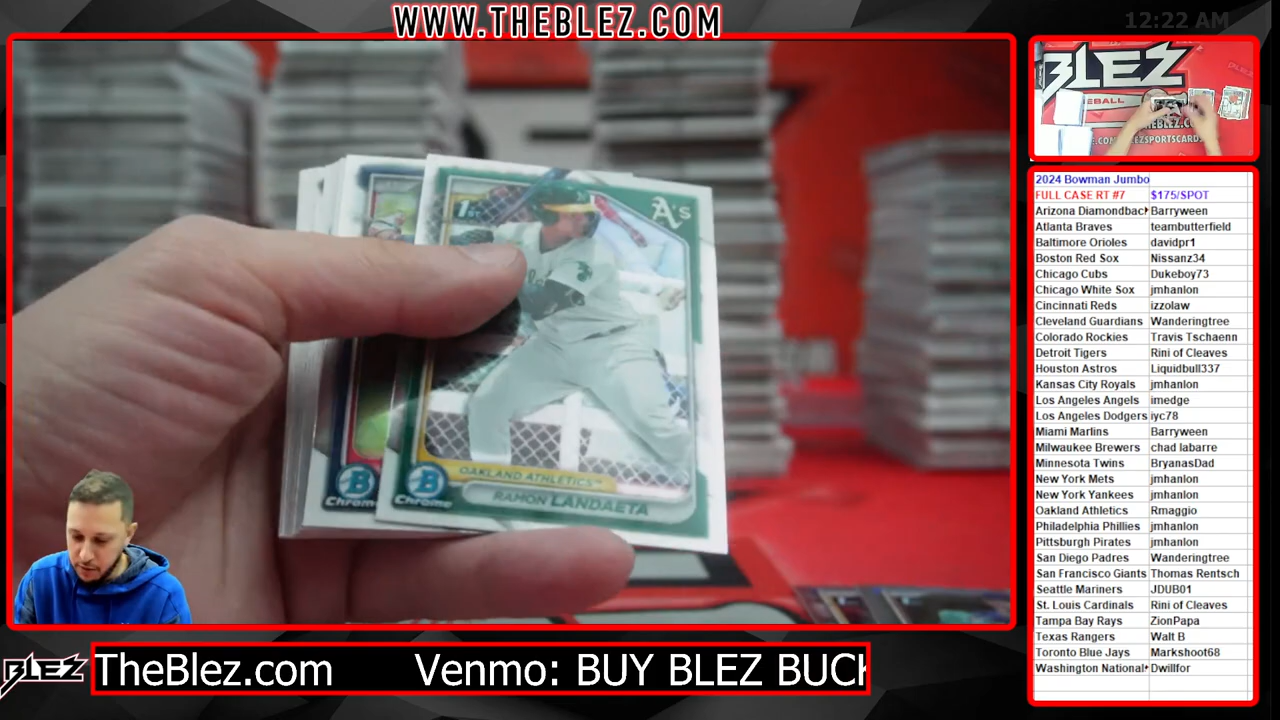 WWW.THEBLEZ.COM
12:22 AM
1ST
A's
OAKLAND ATHLETICS™
RAMON LANDAETA
B
Chrome
B
Chrome
BLEZ
2024 Bowman Jumbo
FULL CASE RT #7 $175/SPOT
Arizona Diamondback Barryween
Atlanta Braves teambutterfield
Baltimore Orioles davidpr1
Boston Red Sox Nissanz34
Chicago Cubs Dukeboy73
Chicago White Sox jmhanlon
Cincinnati Reds izzolaw
Cleveland Guardians Wanderingtree
Colorado Rockies Travis Tschaenn
Detroit Tigers Rini of Cleaves
Houston Astros Liquidbull337
Kansas City Royals jmhanlon
Los Angeles Angels imedge
Los Angeles Dodgers iyc78
Miami Marlins Barryween
Milwaukee Brewers chad labarre
Minnesota Twins BryanasDad
New York Mets jmhanlon
New York Yankees jmhanlon
Oakland Athletics Rmaggio
Philadelphia Phillies jmhanlon
Pittsburgh Pirates jmhanlon
San Diego Padres Wanderingtree
San Francisco Giants Thomas Rentsch
Seattle Mariners JDUB01
St. Louis Cardinals Rini of Cleaves
Tampa Bay Rays ZionPapa
Texas Rangers Walt B
Toronto Blue Jays Markshoot68
Washington National Dwillfor
BLEZ TheBlez.com Venmo: BUY BLEZ BUCK